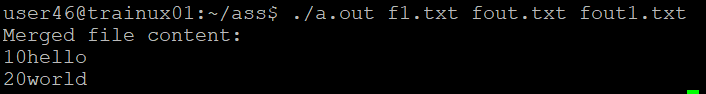 user46@trainux01:~/ass$ ./a.out f1.txt fout.txt fout1.txt
Merged file content:
10hello
20world